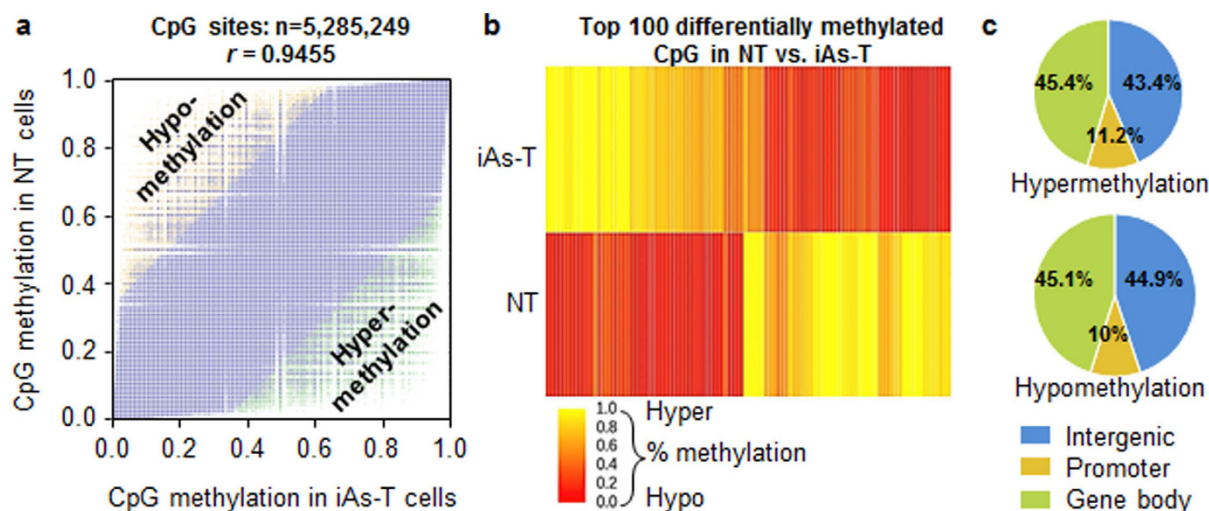 a
CpG sites: n=5,285,249
r = 0.9455
1.0
0.8
0.6
0.4
0.2
0.0
CpG methylation in NT cells
Hypo-
methylation
Hyper-
methylation
0.0 0.2 0.4 0.6 0.8 1.0
CpG methylation in iAs-T cells
b
Top 100 differentially methylated
CpG in NT vs. iAs-T
iAs-T
NT
1.0
0.8
0.6
0.4
0.2
0.0
Hyper
% methylation
Hypo
c
45.4% 43.4%
11.2%
Hypermethylation
45.1% 44.9%
10%
Hypomethylation
Intergenic
Promoter
Gene body